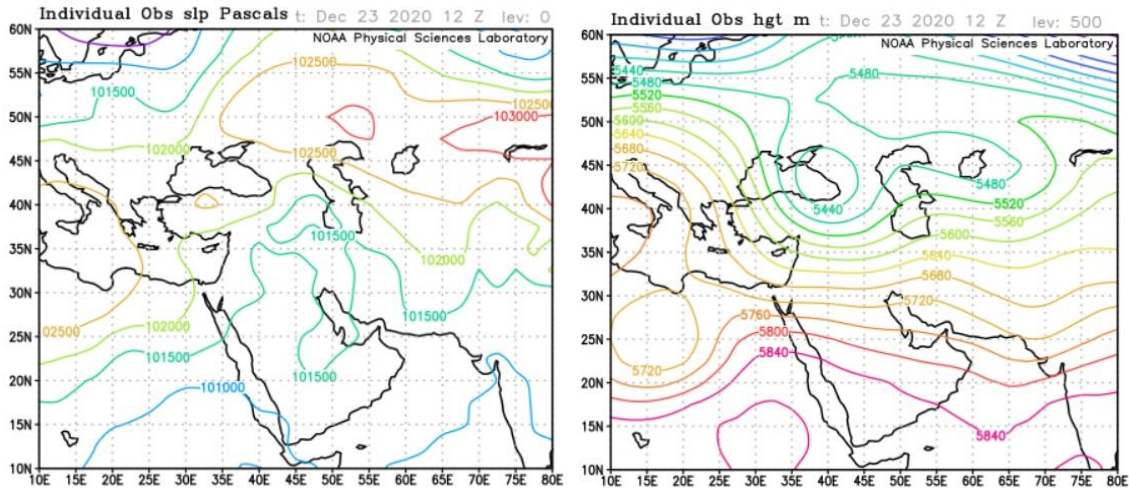 Individual Obs slp Pascals t: Dec 23 2020 12 Z lev: 0
NOAA Physical Sciences Laboratory
60N
55N
50N
45N
40N
35N
30N
25N
20N
15N
10N
101500
102500
102500
103000
102000
102500
101500
102000
102500
102000
101500
101500
101500
101000
10E 15E 20E 25E 30E 35E 40E 45E 50E 55E 60E 65E 70E 75E 80E
Individual Obs hgt m t: Dec 23 2020 12 Z lev: 500
NOAA Physical Sciences Laboratory
60N
55N
50N
45N
40N
35N
30N
25N
20N
15N
10N
5440
5480
5480
5520
5560
5600
5640
5680
5720
5480
5440
5520
5560
5600
5640
5680
5720
5760
5800
5840
5720
5840
10E 15E 20E 25E 30E 35E 40E 45E 50E 55E 60E 65E 70E 75E 80E